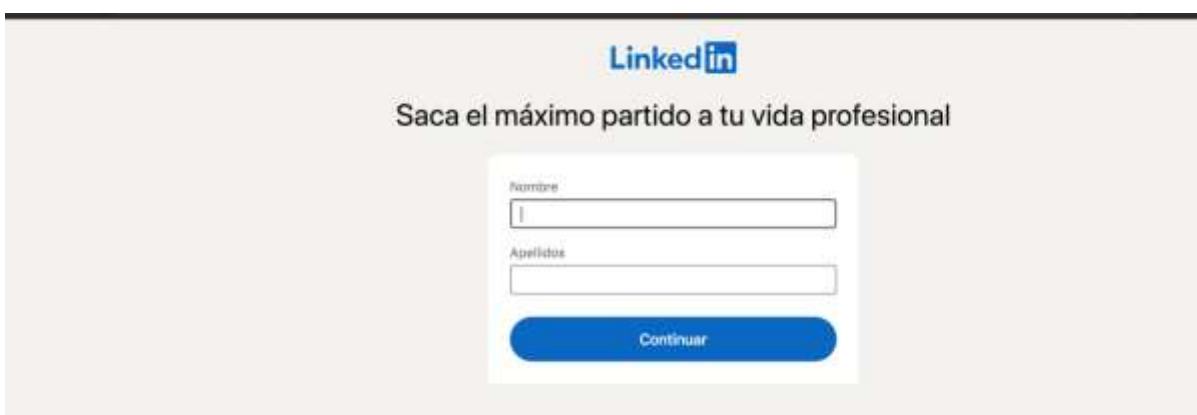 Linkedin
Saca el máximo partido a tu vida profesional
Nombre
Apellidos
Continuar